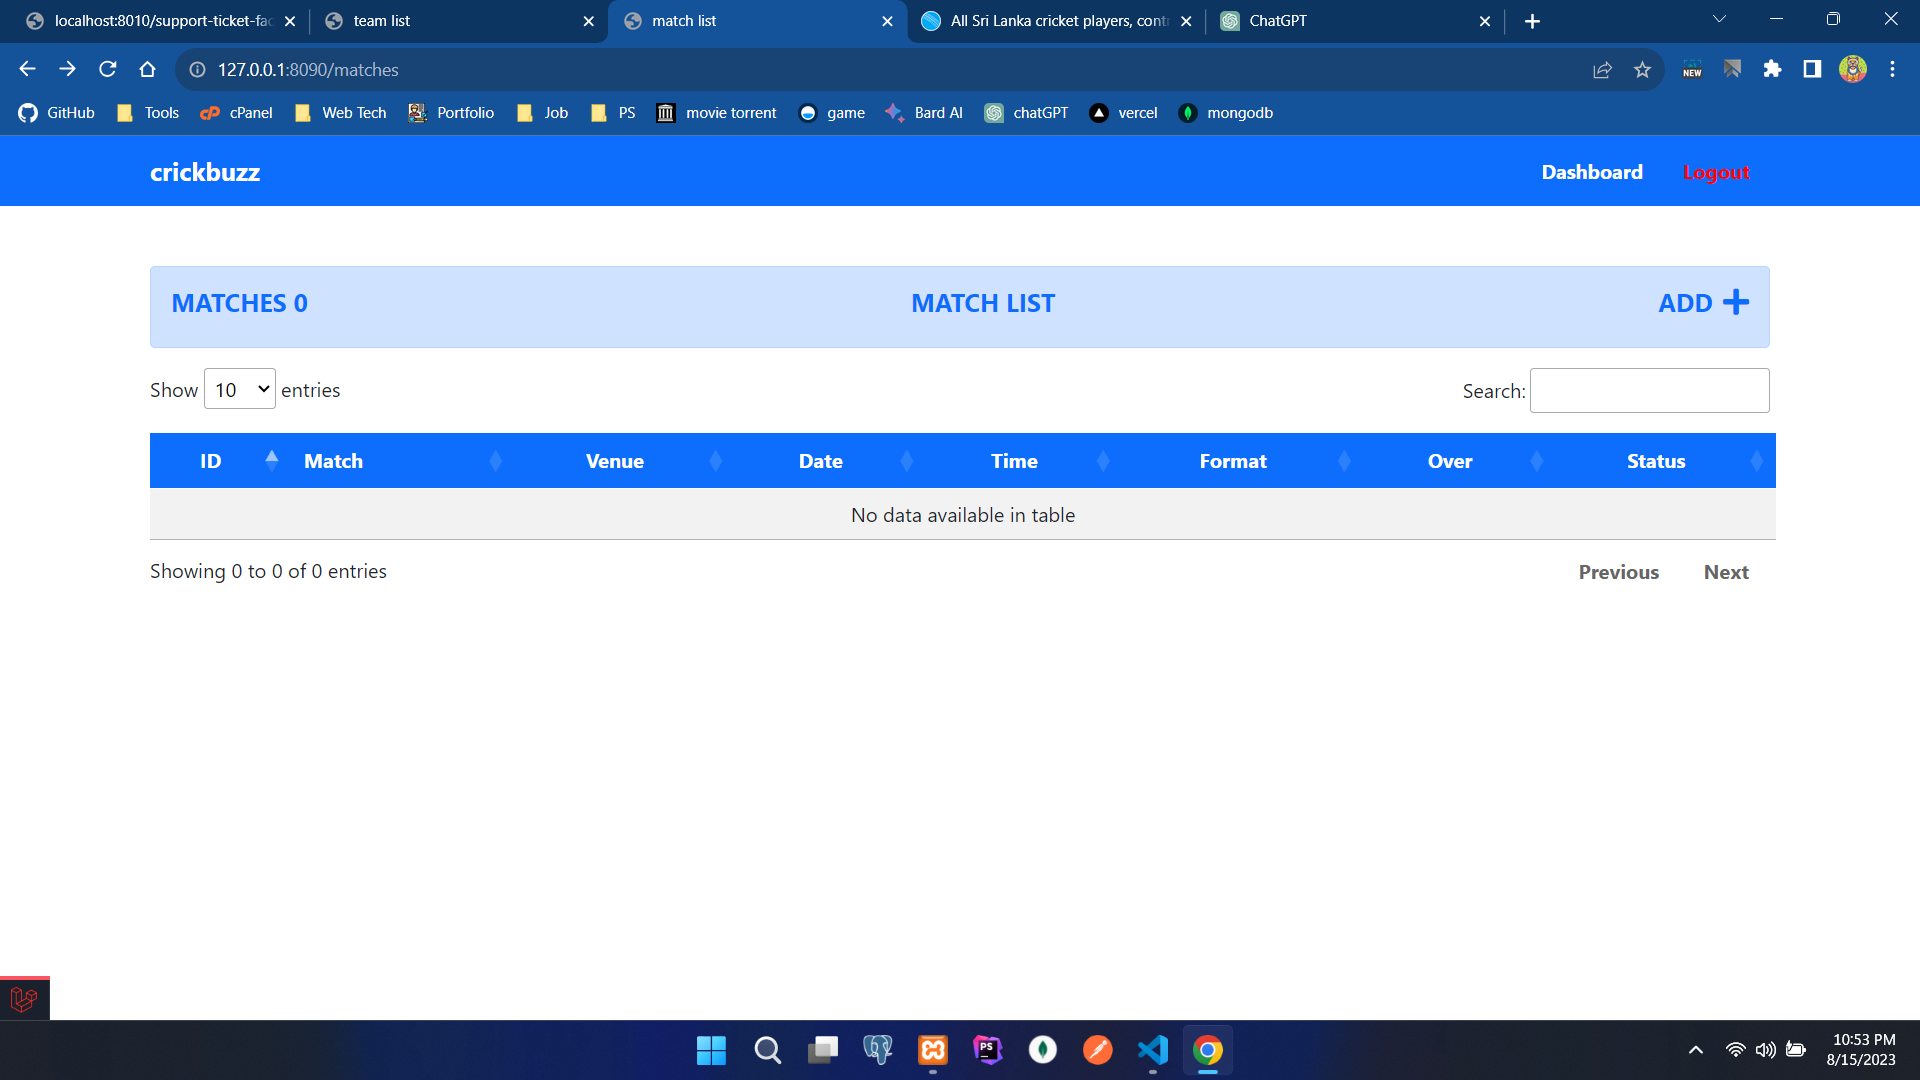 localhost:8010/support-ticket-fac
team list
match list
All Sri Lanka cricket players, contr
ChatGPT
127.0.0.1:8090/matches
NEW
GitHub
Tools
cP
cPanel
Web Tech
Portfolio
Job
PS
movie torrent
game
Bard AI
chatGPT
vercel
mongodb
crickbuzz
Dashboard
Logout
MATCHES 0
MATCH LIST
ADD
Show 10 entries
Search:
ID
Match
Venue
Date
Time
Format
Over
Status
No data available in table
Showing 0 to 0 of 0 entries
Previous
Next
PS
10:53 PM
8/15/2023